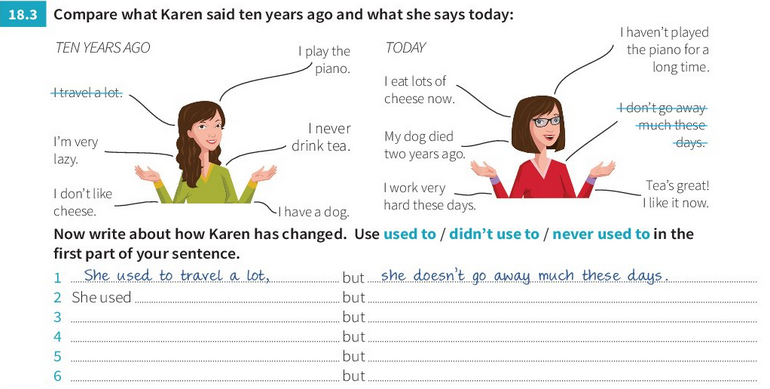 18.3 Compare what Karen said ten years ago and what she says today:
TEN YEARS AGO
I travel a lot.
I'm very
lazy.
I don't like
cheese.
I play the
piano.
I never
drink tea.
I have a dog.
TODAY
I eat lots of
cheese now.
My dog died
two years ago.
I work very
hard these days.
I haven't played
the piano for a
long time.
I don't go away
much these
days.
Tea's great!
I like it now.
Now write about how Karen has changed. Use used to / didn't use to / never used to in the
first part of your sentence.
1 She used to travel a lot, but she doesn't go away much these days.
2 She used but
3 but
4 but
5 but
6 but